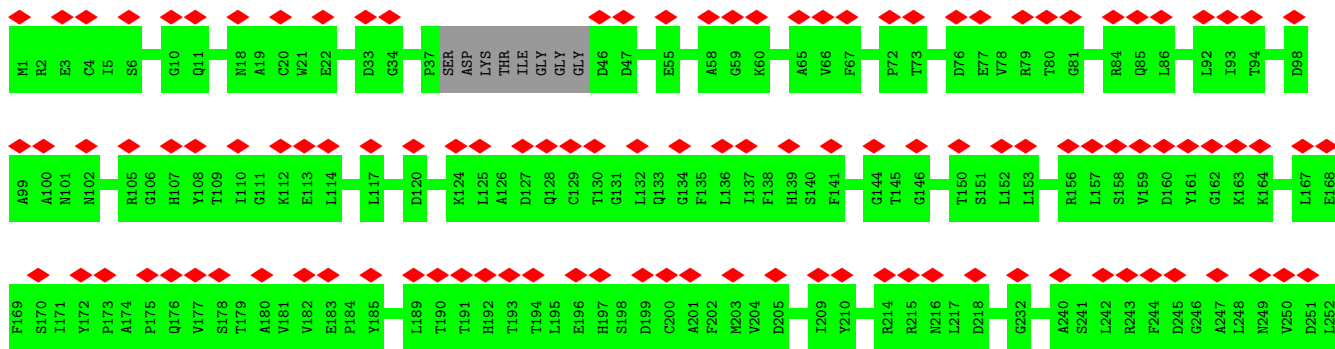 M1 R2 E3 C4 I5 S6 G10 Q11 N18 A19 C20 W21 E22 D33 G34 P37 SER ASP LYS THR ILE GLY GLY GLY D46 D47 E55 A58 G59 K60 A65 V66 F67 P72 T73 D76 E77 V78 R79 T80 G81 R84 Q85 L86 L92 I93 T94 D98
A99 A100 N101 N102 R105 G106 H107 Y108 T109 I110 G111 K112 E113 L114 L117 D120 K124 L125 A126 D127 Q128 C129 T130 G131 L132 Q133 G134 F135 L136 I137 F138 H139 S140 F141 G144 T145 G146 T150 S151 L152 L153 R156 L157 S158 V159 D160 Y161 G162 K163 K164 L167 E168
F169 S170 I171 Y172 P173 A174 P175 Q176 V177 S178 T179 A180 V181 V182 E183 P184 Y185 L189 T190 T191 H192 T193 T194 L195 E196 H197 S198 D199 C200 A201 F202 M203 V204 D205 I209 Y210 R214 R215 N216 L217 D218 G232 A240 S241 L242 R243 F244 D245 G246 A247 L248 N249 V250 D251 L252